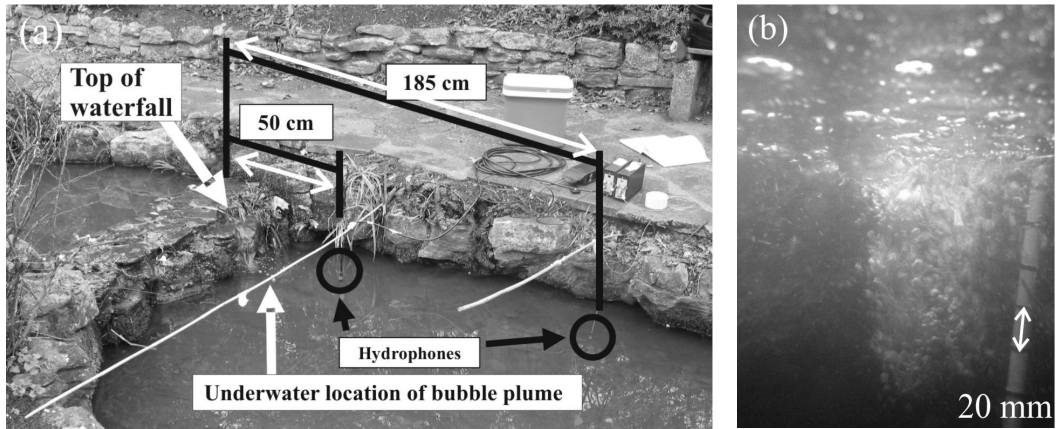 (a)
Top of
waterfall
185 cm
50 cm
Hydrophones
Underwater location of bubble plume
(b)
20 mm